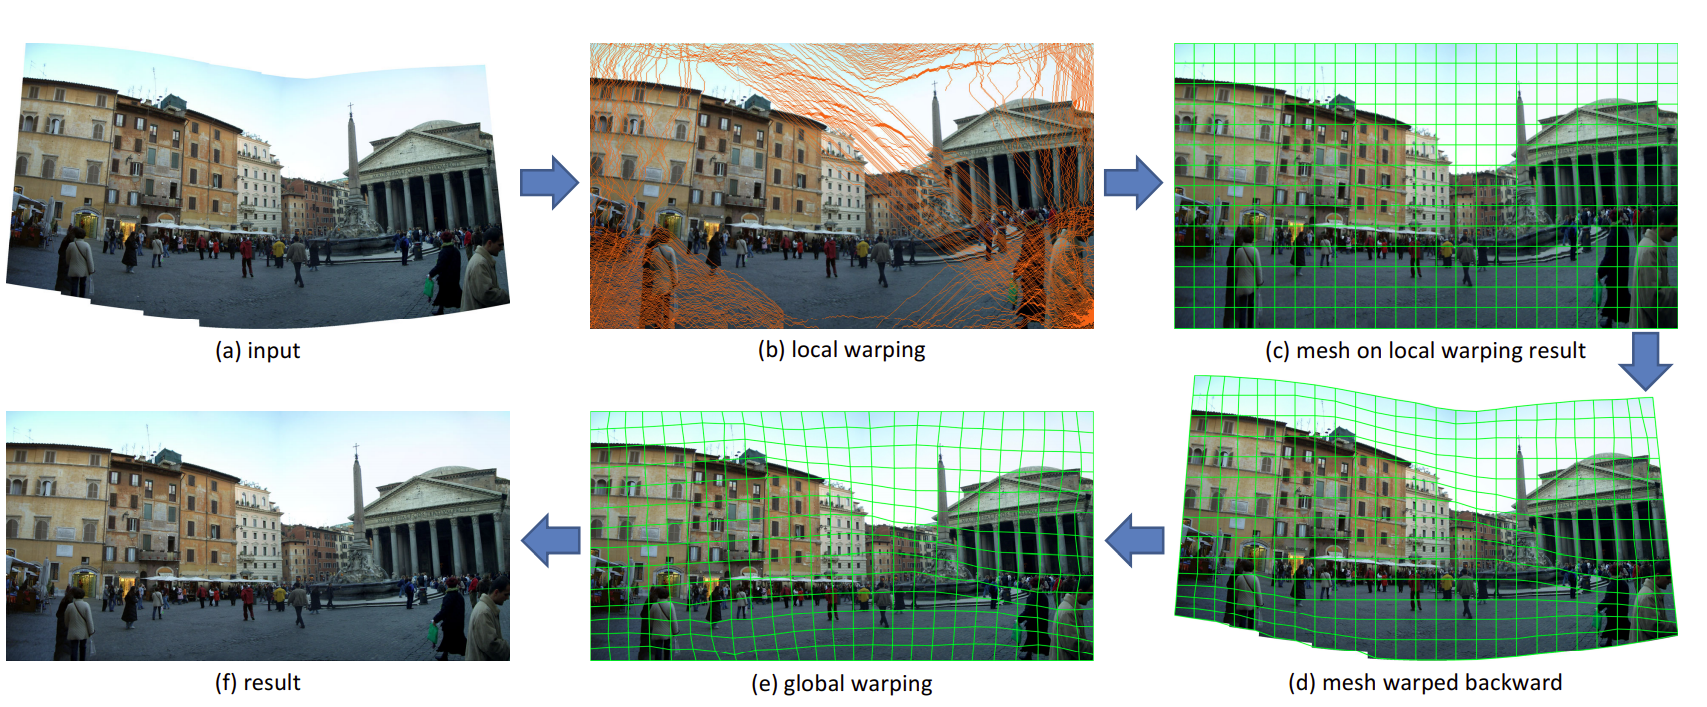 (a) input
(b) local warping
(c) mesh on local warping result
(f) result
(e) global warping
(d) mesh warped backward